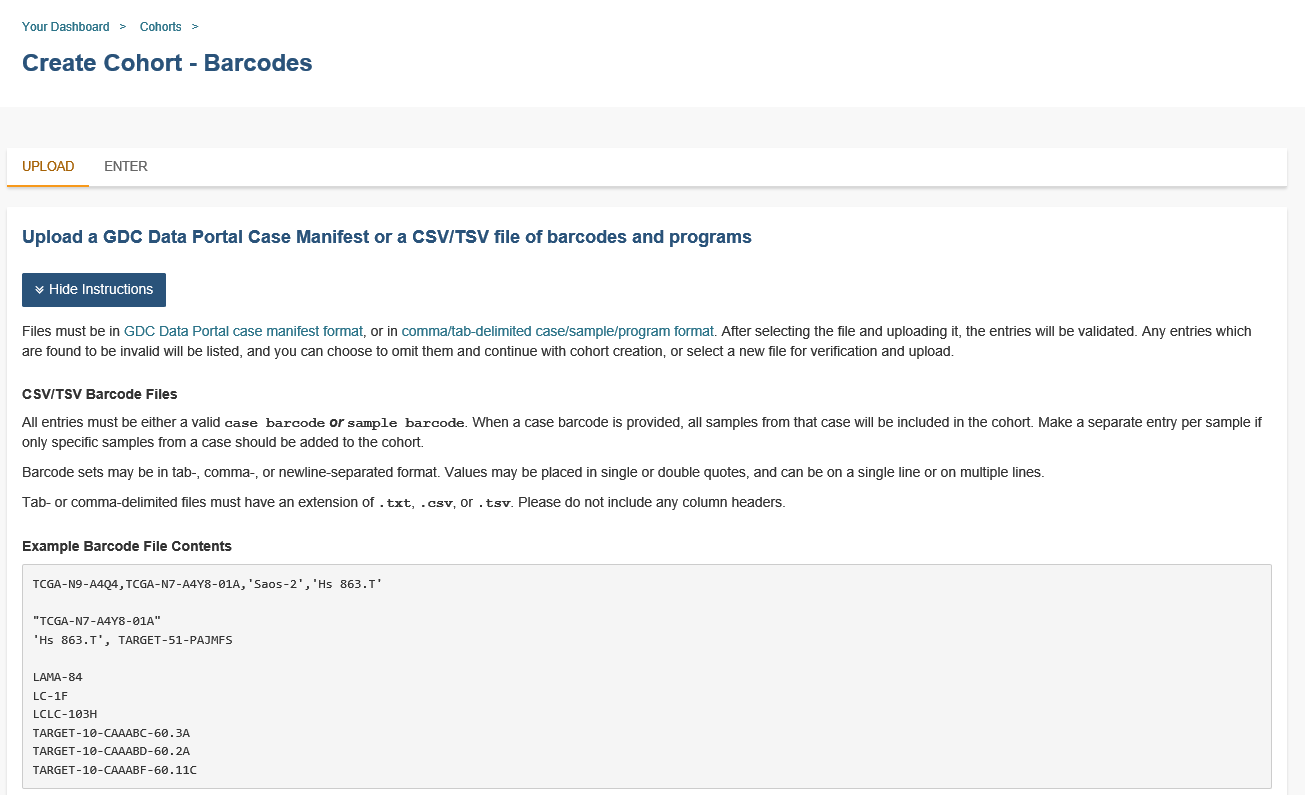 Your Dashboard > Cohorts >
Create Cohort - Barcodes
UPLOAD ENTER
Upload a GDC Data Portal Case Manifest or a CSV/TSV file of barcodes and programs
Hide Instructions
Files must be in GDC Data Portal case manifest format, or in comma/tab-delimited case/sample/program format. After selecting the file and uploading it, the entries will be validated. Any entries which
are found to be invalid will be listed, and you can choose to omit them and continue with cohort creation, or select a new file for verification and upload.
CSV/TSV Barcode Files
All entries must be either a valid case barcode or sample barcode. When a case barcode is provided, all samples from that case will be included in the cohort. Make a separate entry per sample if
only specific samples from a case should be added to the cohort.
Barcode sets may be in tab-, comma-, or newline-separated format. Values may be placed in single or double quotes, and can be on a single line or on multiple lines.
Tab- or comma-delimited files must have an extension of .txt, .csv, or .tsv. Please do not include any column headers.
Example Barcode File Contents
TCGA-N9-A4Q4,TCGA-N7-A4Y8-01A,'Saos-2','Hs 863.T'
"TCGA-N7-A4Y8-01A"
'Hs 863.T', TARGET-51-PAJMFS
LAMA-84
LC-1F
LCLC-103H
TARGET-10-CAAABC-60.3A
TARGET-10-CAAABD-60.2A
TARGET-10-CAAABF-60.11C